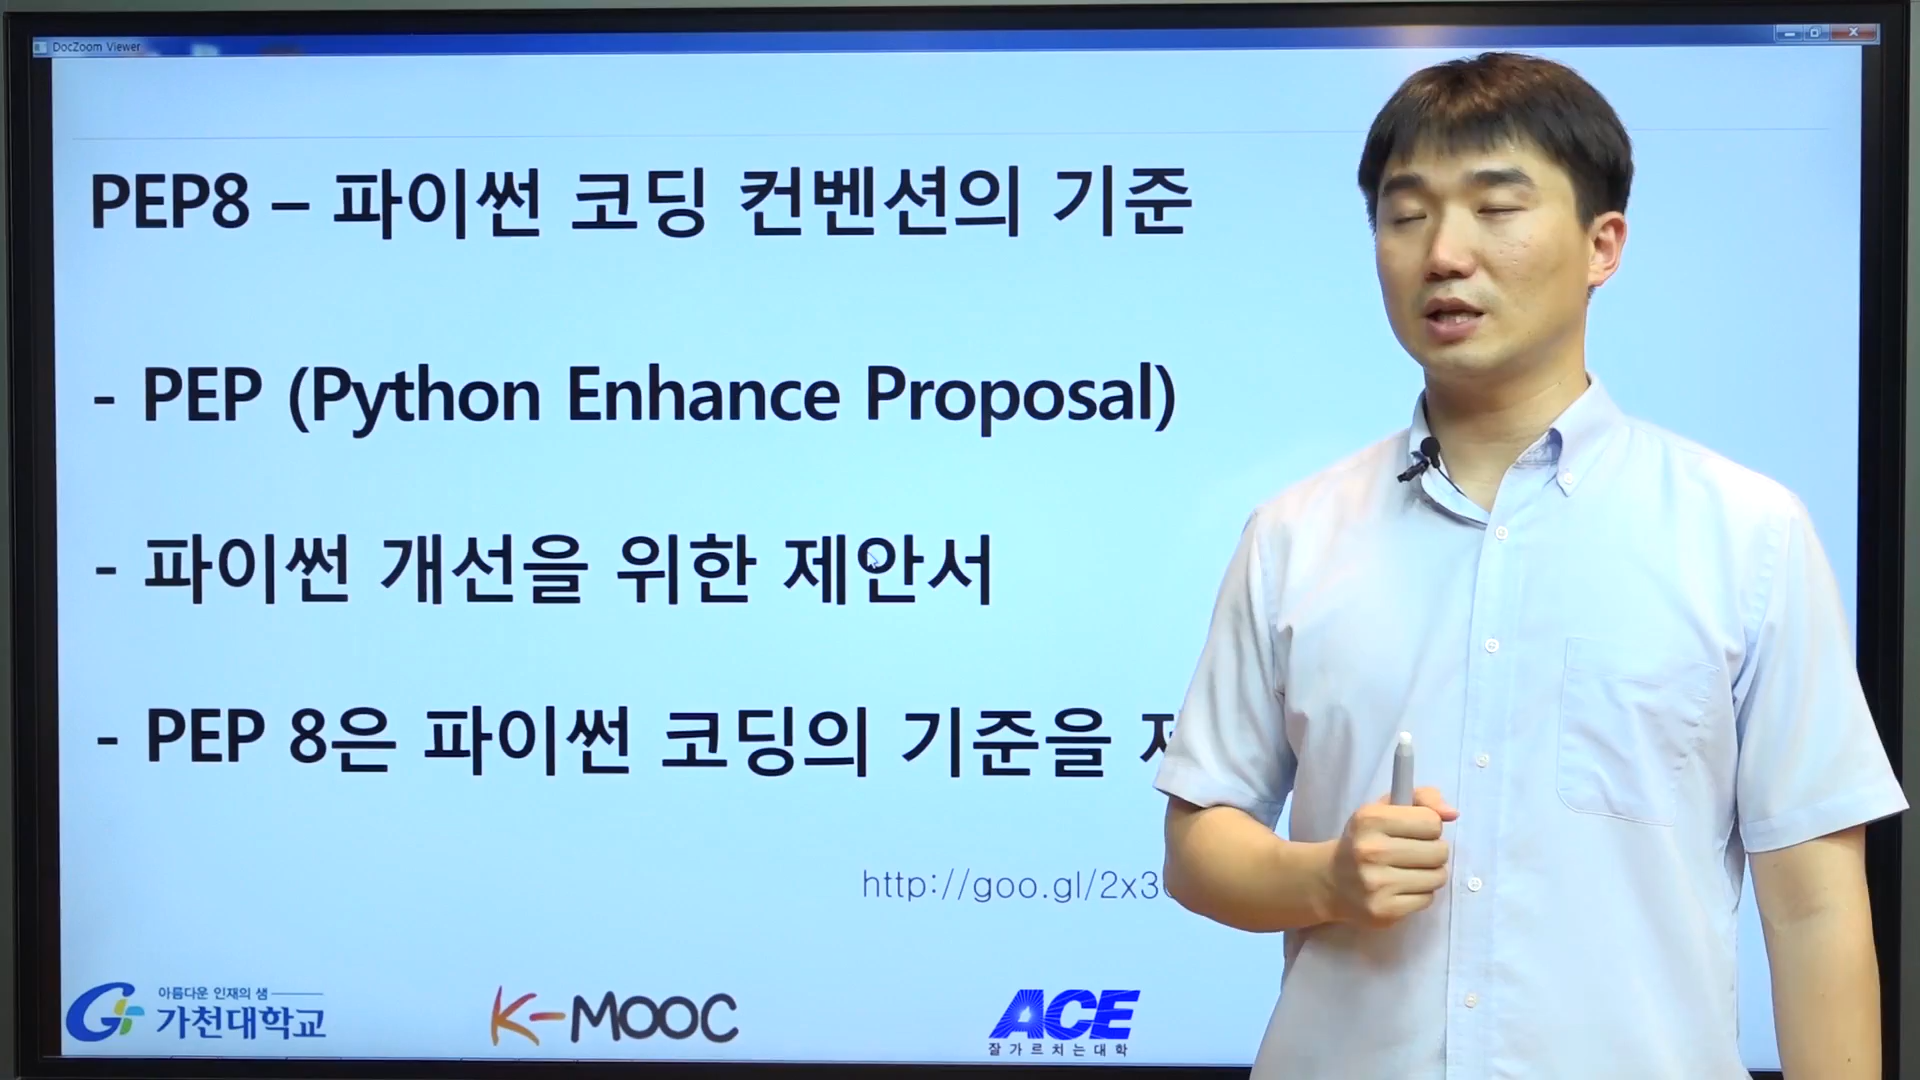 DocZoom Viewer
PEP8 – 파이썬 코딩 컨벤션의 기준
- PEP (Python Enhance Proposal)
- 파이썬 개선을 위한 제안서
- PEP 8은 파이썬 코딩의 기준을
http://goo.gl/2x3
아름다운 인재의 샘
가천대학교
K-MOOC
ACE
잘가르치는대학